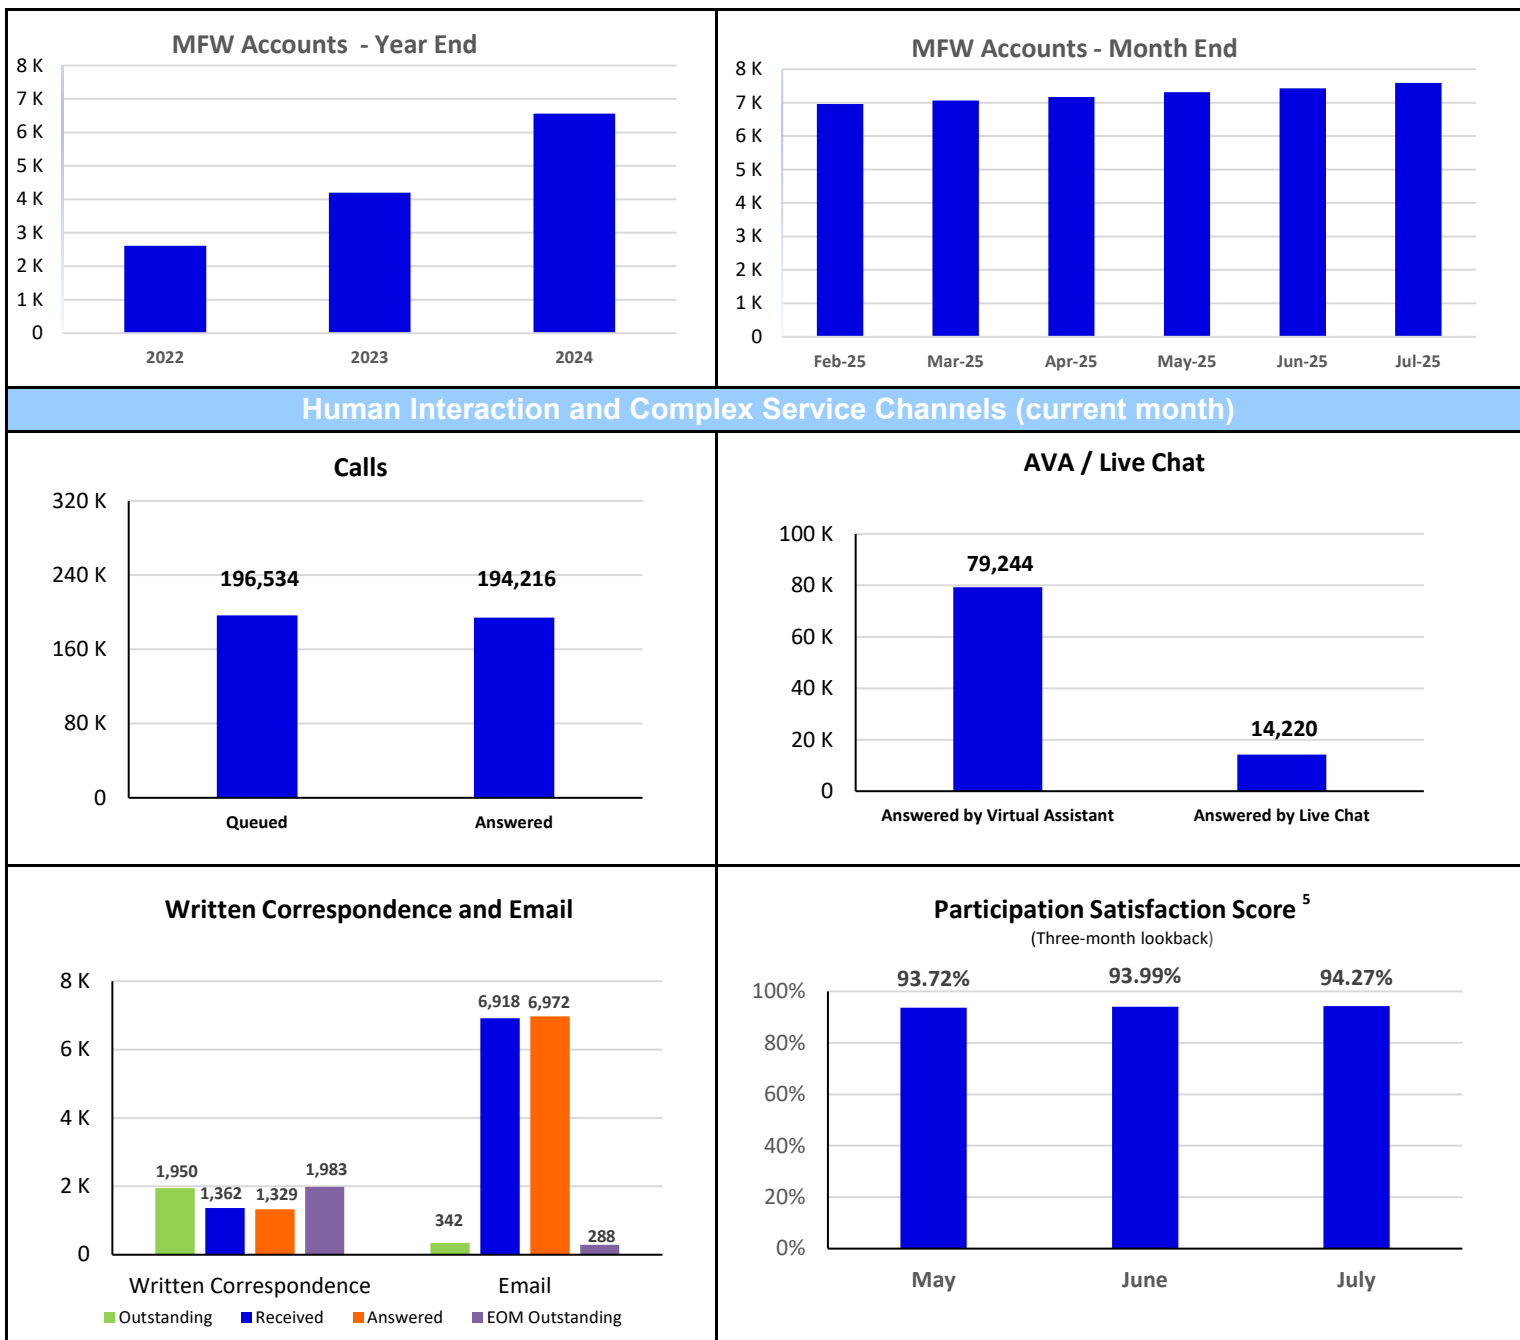 MFW Accounts - Year End
8 K
7 K
6 K
5 K
4 K
3 K
2 K
1 K
0
2022 2023 2024
MFW Accounts - Month End
8 K
7 K
6 K
5 K
4 K
3 K
2 K
1 K
0
Feb-25 Mar-25 Apr-25 May-25 Jun-25 Jul-25
Human Interaction and Complex Service Channels (current month)
Calls
320 K
240 K
160 K
80 K
0
196,534 194,216
Queued Answered
AVA / Live Chat
100 K
80 K
60 K
40 K
20 K
0
79,244
14,220
Answered by Virtual Assistant Answered by Live Chat
Written Correspondence and Email
8 K
6 K
4 K
2 K
0
1,950 1,362 1,329 1,983
342 6,918 6,972 288
Written Correspondence Email
Outstanding Received Answered EOM Outstanding
Participation Satisfaction Score 5
(Three-month lookback)
93.72% 93.99% 94.27%
100%
80%
60%
40%
20%
0%
May June July